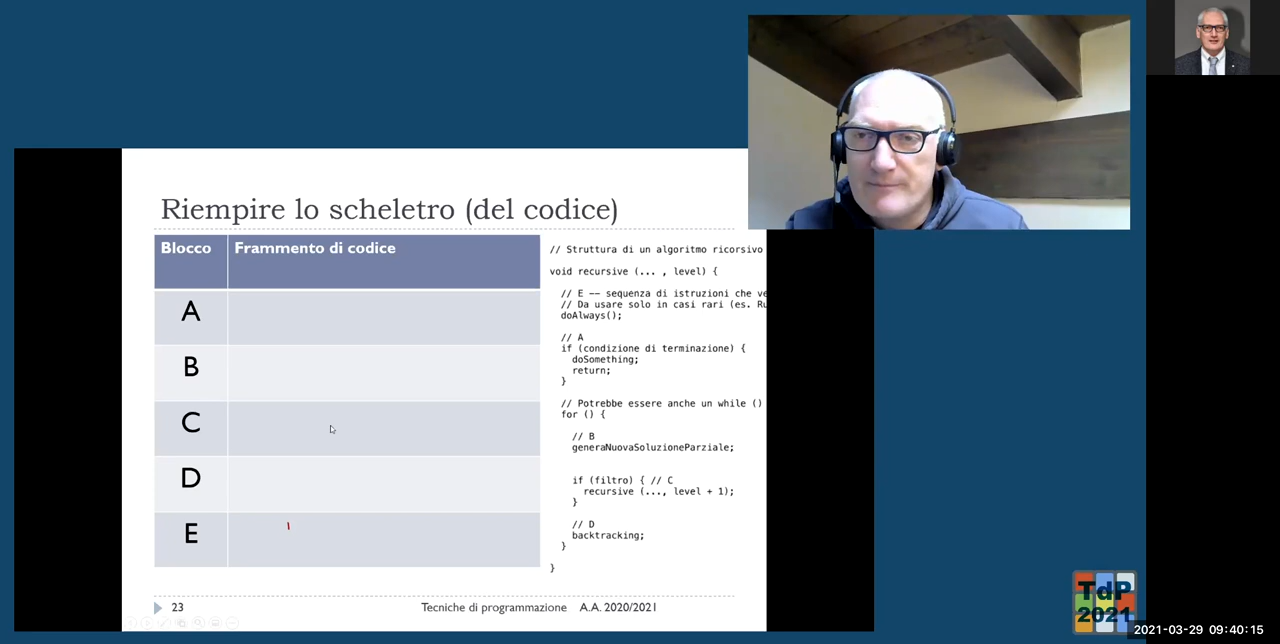 Riempire lo scheletro (del codice)
Blocco Frammento di codice
A
B
C
D
E
// Struttura di un algoritmo ricorsivo
void recursive (... , level) {
// E -- sequenza di istruzioni che
// Da usare solo in casi rari (es.
doAlways();
// A
if (condizione di terminazione) {
doSomething;
return;
}
// Potrebbe essere anche un while ()
for () {
// B
generaNuovaSoluzioneParziale;
if (filtro) { // C
recursive (..., level + 1);
}
// D
backtracking;
}
}
23 Tecniche di programmazione A.A. 2020/2021
TdP
2021
2021-03-29 09:40:15